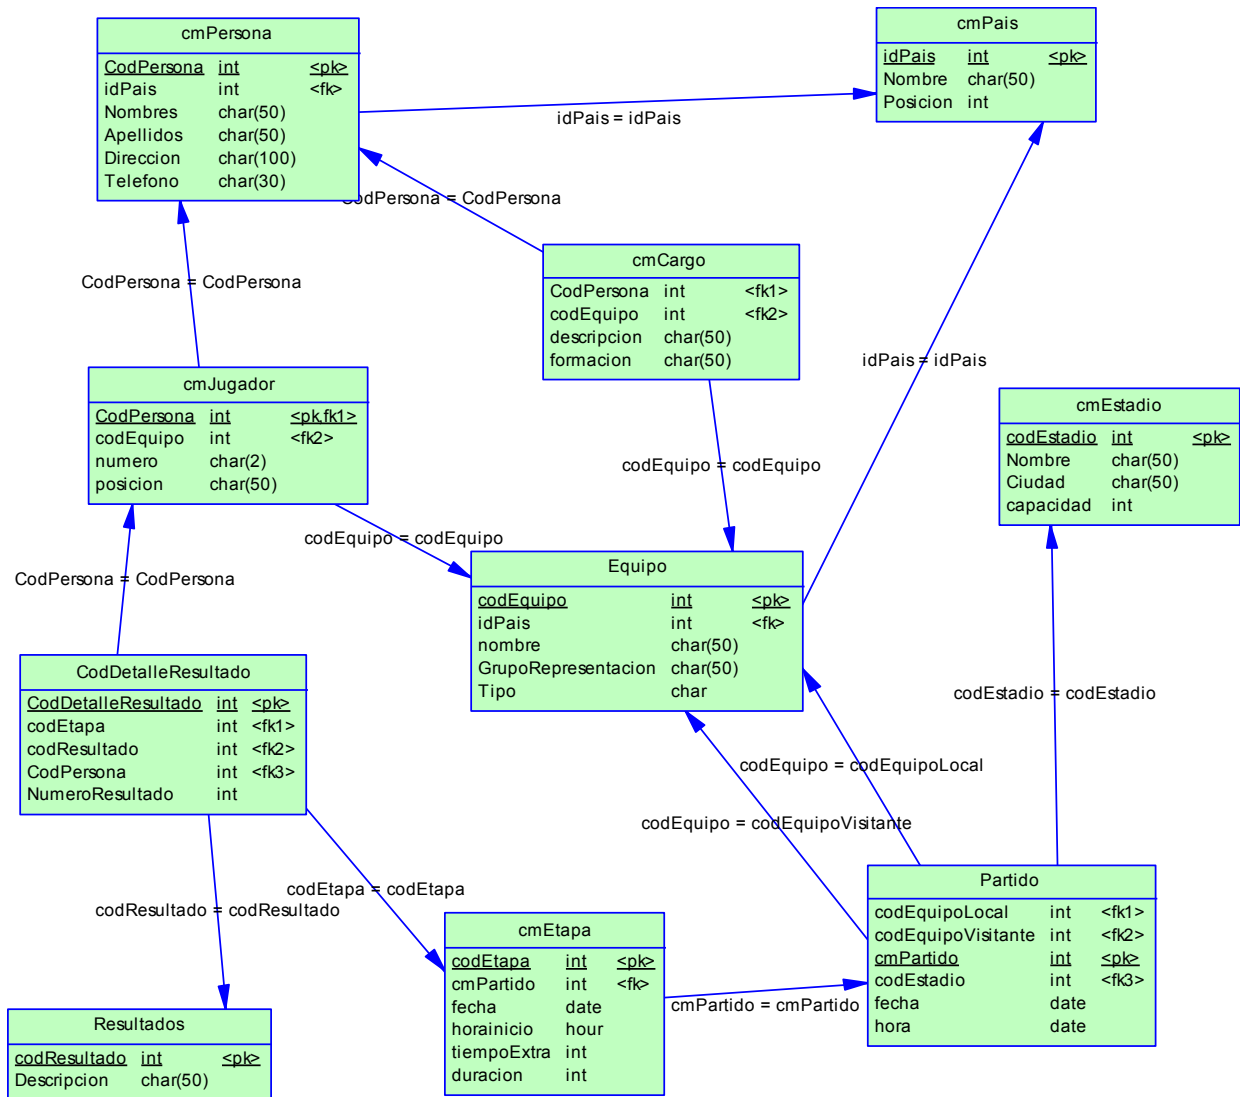 cmPersona
CodPersona int <pk>
idPais int <fk>
Nombres char(50)
Apellidos char(50)
Direccion char(100)
Telefono char(30)
cmPais
idPais int <pk>
Nombre char(50)
Posicion int
idPais = idPais
CodPersona = CodPersona
CodPersona = CodPersona
cmCargo
CodPersona int <fk1>
codEquipo int <fk2>
descripcion char(50)
formacion char(50)
idPais = idPais
cmJugador
CodPersona int <pk,fk1>
codEquipo int <fk2>
numero char(2)
posicion char(50)
cmEstadio
codEstadio int <pk>
Nombre char(50)
Ciudad char(50)
capacidad int
codEquipo = codEquipo
codEquipo = codEquipo
CodPersona = CodPersona
Equipo
codEquipo int <pk>
idPais int <fk>
nombre char(50)
GrupoRepresentacion char(50)
Tipo char
CodDetalleResultado
CodDetalleResultado int <pk>
codEtapa int <fk1>
codResultado int <fk2>
CodPersona int <fk3>
NumeroResultado int
codEstadio = codEstadio
codEquipo = codEquipoLocal
codEquipo = codEquipoVisitante
codEtapa = codEtapa
codResultado = codResultado
Partido
codEquipoLocal int <fk1>
codEquipoVisitante int <fk2>
cmPartido int <pk>
codEstadio int <fk3>
fecha date
hora date
cmEtapa
codEtapa int <pk>
cmPartido int <fk>
fecha date
horainicio hour
tiempoExtra int
duracion int
cmPartido = cmPartido
Resultados
codResultado int <pk>
Descripcion char(50)